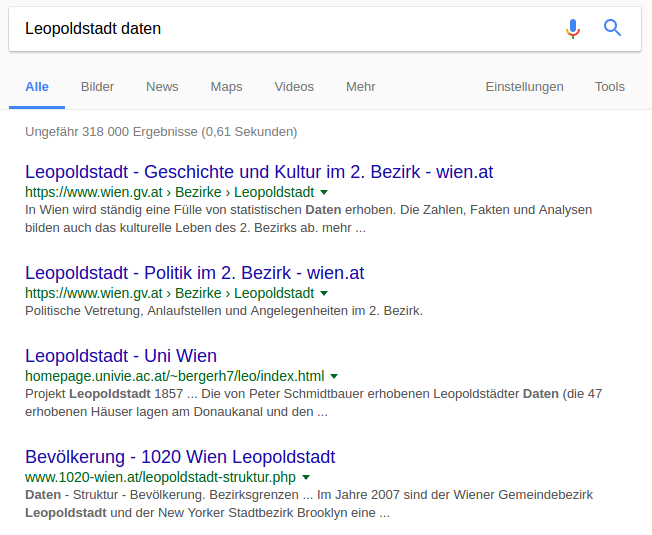 Leopoldstadt daten
Alle Bilder News Maps Videos Mehr Einstellungen Tools
Ungefähr 318 000 Ergebnisse (0,61 Sekunden)
Leopoldstadt - Geschichte und Kultur im 2. Bezirk - wien.at
https://www.wien.gv.at › Bezirke › Leopoldstadt
In Wien wird ständig eine Fülle von statistischen Daten erhoben. Die Zahlen, Fakten und Analysen
bilden auch das kulturelle Leben des 2. Bezirks ab. mehr ...
Leopoldstadt - Politik im 2. Bezirk - wien.at
https://www.wien.gv.at › Bezirke › Leopoldstadt
Politische Vetretung, Anlaufstellen und Angelegenheiten im 2. Bezirk.
Leopoldstadt - Uni Wien
homepage.univie.ac.at/~bergerh7/leo/index.html
Projekt Leopoldstadt 1857 ... Die von Peter Schmidtbauer erhobenen Leopoldstädter Daten (die 47
erhobenen Häuser lagen am Donaukanal und den ...
Bevölkerung - 1020 Wien Leopoldstadt
www.1020-wien.at/leopoldstadt-struktur.php
Daten - Struktur - Bevölkerung. Bezirksgrenzen ... Im Jahre 2007 sind der Wiener Gemeindebezirk
Leopoldstadt und der New Yorker Stadtbezirk Brooklyn eine ...